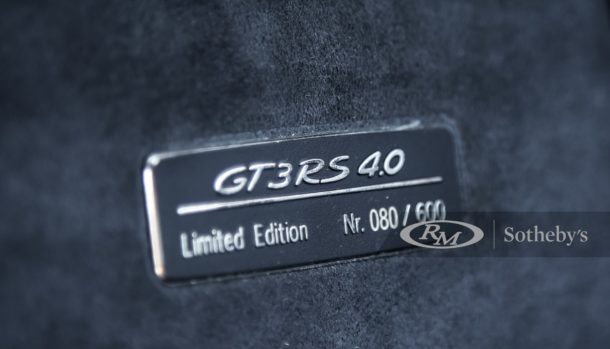 GT3RS 4.0
Limited Edition Nr. 080/600
RM Sotheby's